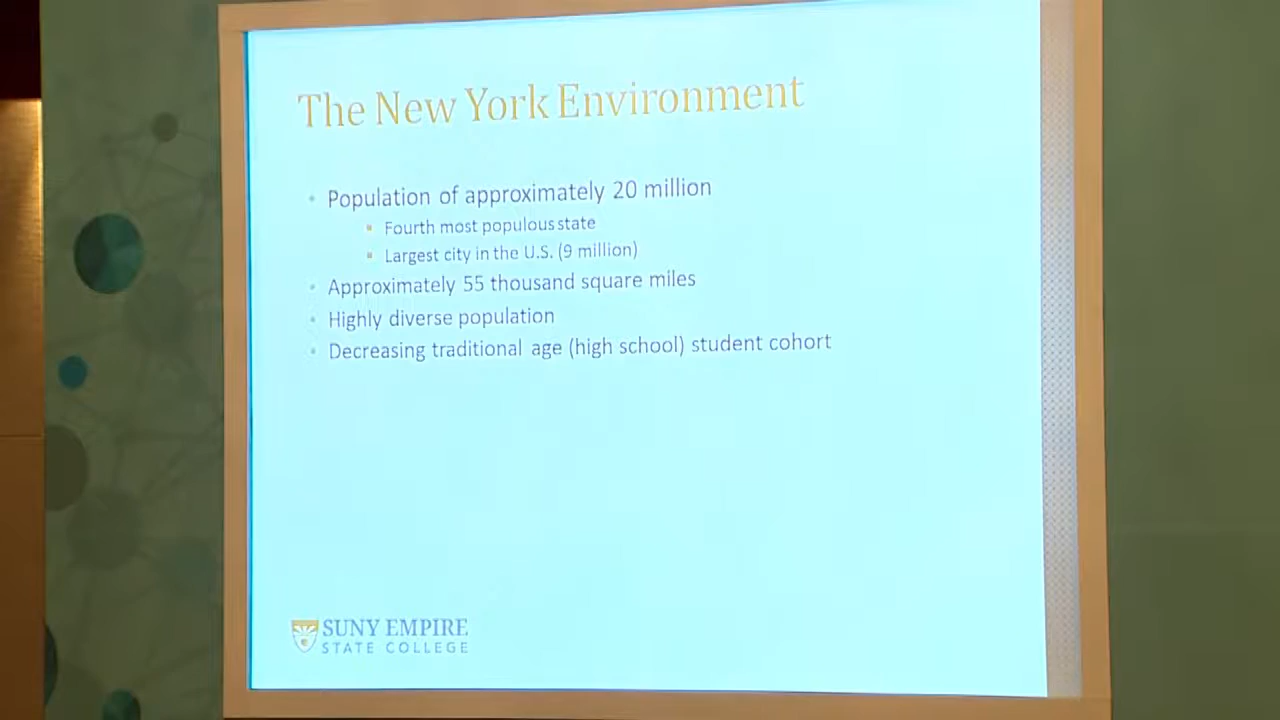 The New York Environment
• Population of approximately 20 million
▪ Fourth most populous state
▪ Largest city in the U.S. (9 million)
• Approximately 55 thousand square miles
• Highly diverse population
• Decreasing traditional age (high school) student cohort
SUNY EMPIRE
STATE COLLEGE